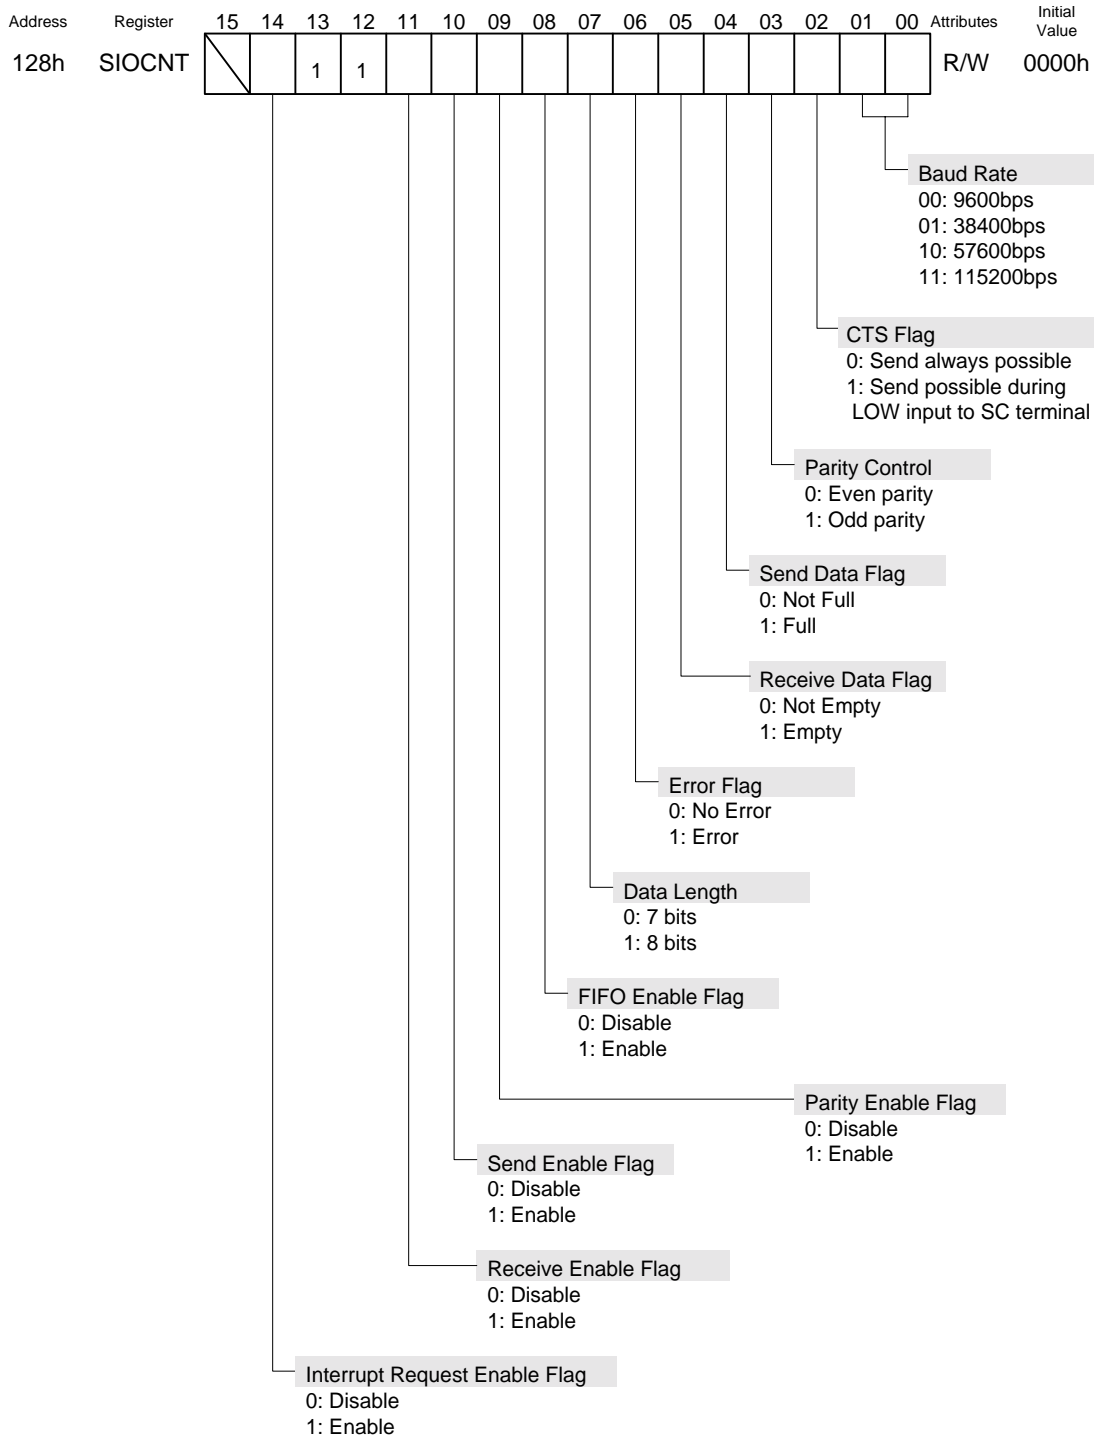 Address Register 15 14 13 12 11 10 09 08 07 06 05 04 03 02 01 00 Attributes Initial Value
128h SIOCNT 1 1 R/W 0000h
Baud Rate
00: 9600bps
01: 38400bps
10: 57600bps
11: 115200bps
CTS Flag
0: Send always possible
1: Send possible during
LOW input to SC terminal
Parity Control
0: Even parity
1: Odd parity
Send Data Flag
0: Not Full
1: Full
Receive Data Flag
0: Not Empty
1: Empty
Error Flag
0: No Error
1: Error
Data Length
0: 7 bits
1: 8 bits
FIFO Enable Flag
0: Disable
1: Enable
Parity Enable Flag
0: Disable
1: Enable
Send Enable Flag
0: Disable
1: Enable
Receive Enable Flag
0: Disable
1: Enable
Interrupt Request Enable Flag
0: Disable
1: Enable